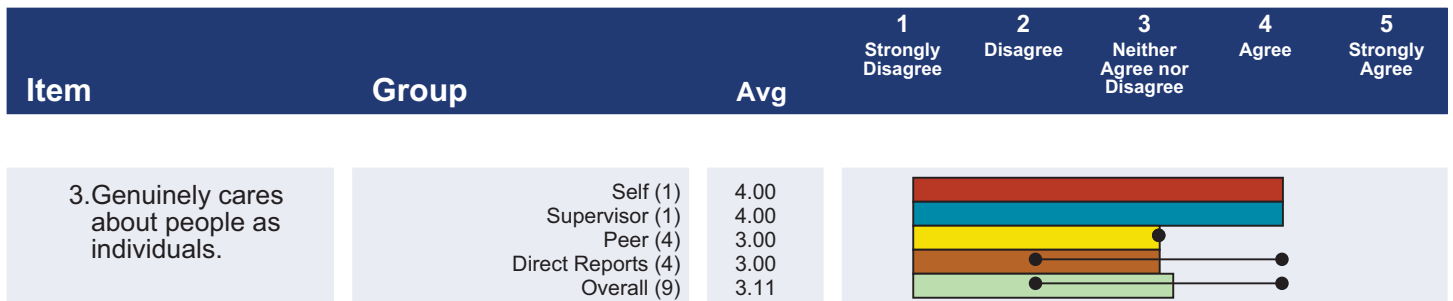 Item
Group
Avg
1
Strongly
Disagree
2
Disagree
3
Neither
Agree nor
Disagree
4
Agree
5
Strongly
Agree
3.Genuinely cares
about people as
individuals.
Self (1) 4.00
Supervisor (1) 4.00
Peer (4) 3.00
Direct Reports (4) 3.00
Overall (9) 3.11